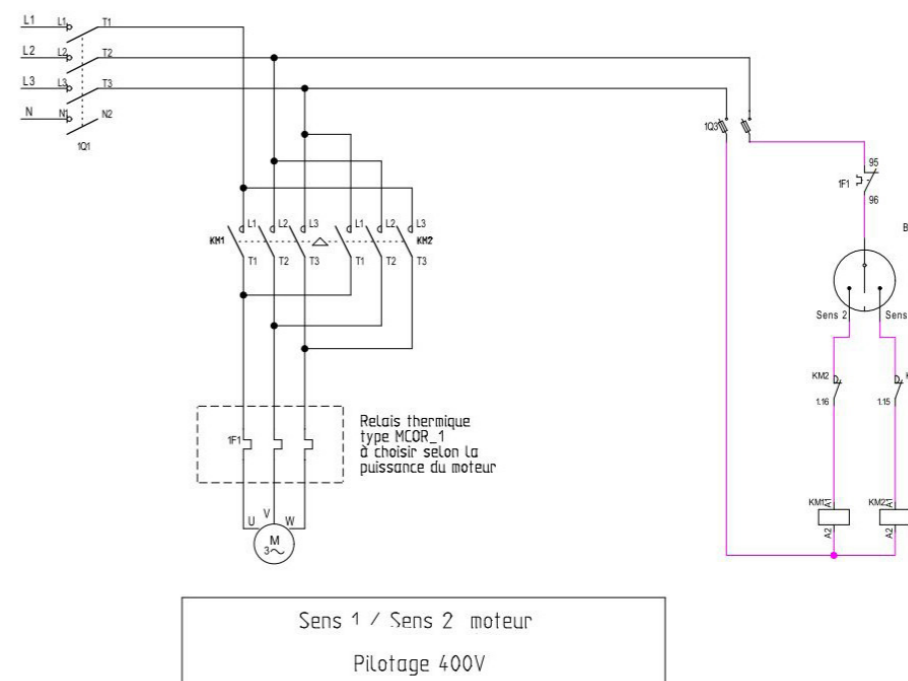 L1 L1 T1
L2 L2 T2
L3 L3 T3
N N1 N2
1Q1
1Q3
95
1F1
96
B
L1 L2 L3 L1 L2 L3
KM1 KM2
T1 T2 T3 T1 T2 T3
Sens 2 Sens
KM2 K
1.16 1.15
Relais thermique
type MCOR_1
1F1
à choisir selon la
puissance du moteur
KM1 A1 KM2 A1
A2 A2
U V W
M
3~
Sens 1 / Sens 2 moteur
Pilotage 400V